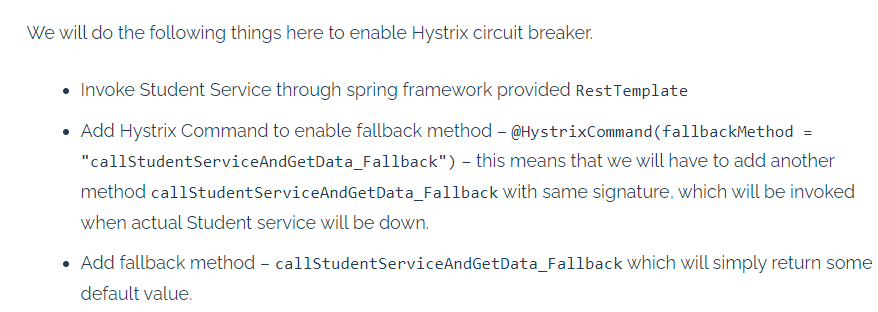 We will do the following things here to enable Hystrix circuit breaker.
• Invoke Student Service through spring framework provided RestTemplate
• Add Hystrix Command to enable fallback method – @HystrixCommand(fallbackMethod =
"callStudentServiceAndGetData_Fallback") – this means that we will have to add another
method callStudentServiceAndGetData_Fallback with same signature, which will be invoked
when actual Student service will be down.
• Add fallback method – callStudentServiceAndGetData_Fallback which will simply return some
default value.